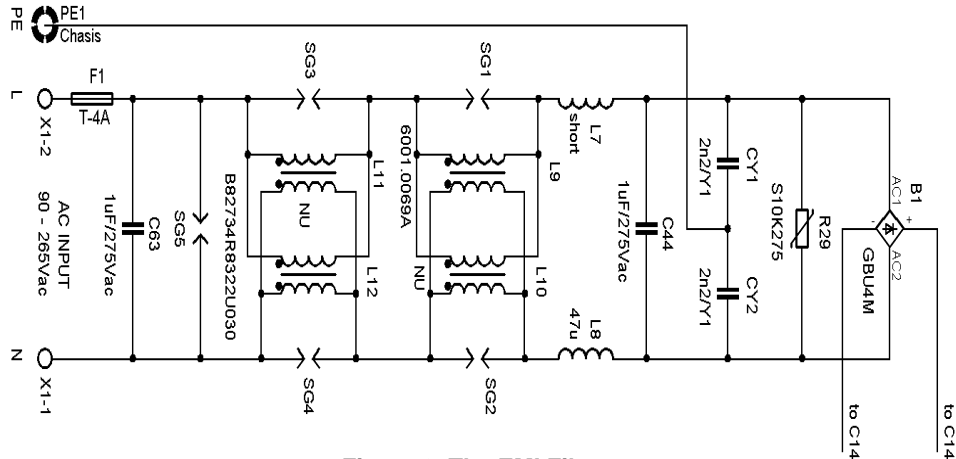 PE
PE1
Chasis
L
X1-2
F1
T-4A
SG3
SG1
L7
short
6001.0069A
L9
L11
B82734R8322U030
NU
SG5
C63
1uF/275Vac
AC INPUT
90 - 265Vac
L12
NU
L10
C44
1uF/275Vac
CY1
2n2/Y1
CY2
2n2/Y1
S10K275
R29
B1
AC1
+
-
AC2
GBU4M
L8
47u
N
X1-1
SG4
SG2
to C14
to C14